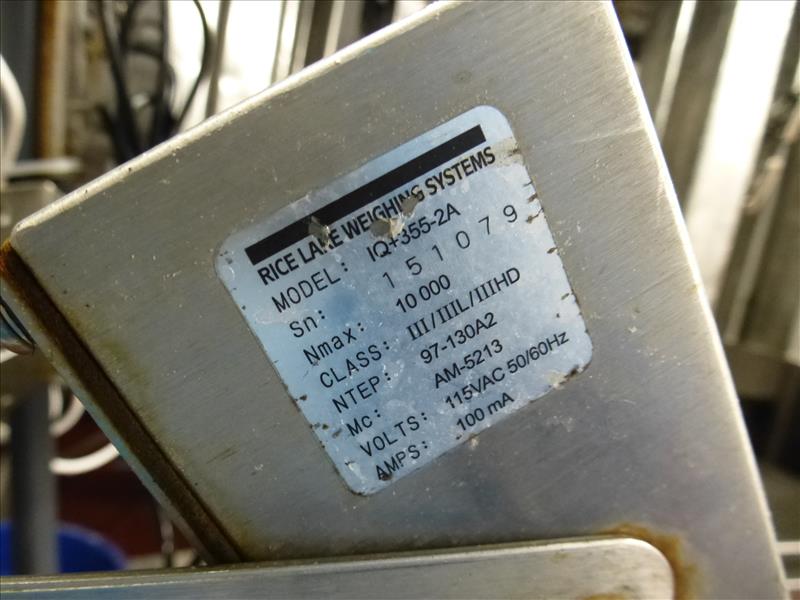 RICE LAKE WEIGHING SYSTEMS
MODEL: IQ+355-2A
Sn: 151079
Nmax: 10 000
CLASS: III/IIIL/IIIHD
NTEP: 97-130A2
Mc: AM-5213
VOLTS: 115VAC 50/60Hz
AMPS: 100 mA